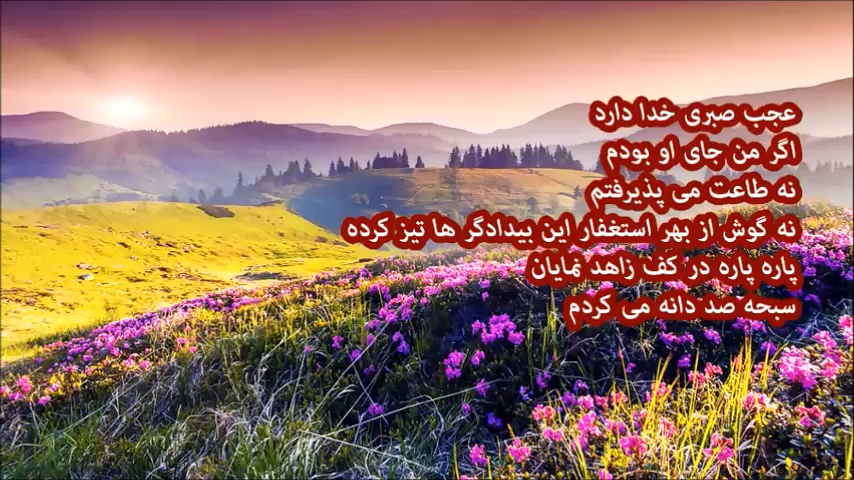 عجب صبری خدا دارد
اگر من جای او بودم
نه طاعت می پذیرفتم
نه گوش از بهر استغفار این بیدادگر ها تیز کرده
پاره پاره در کف زاهد نمایان
سبحه صد دانه می کردم